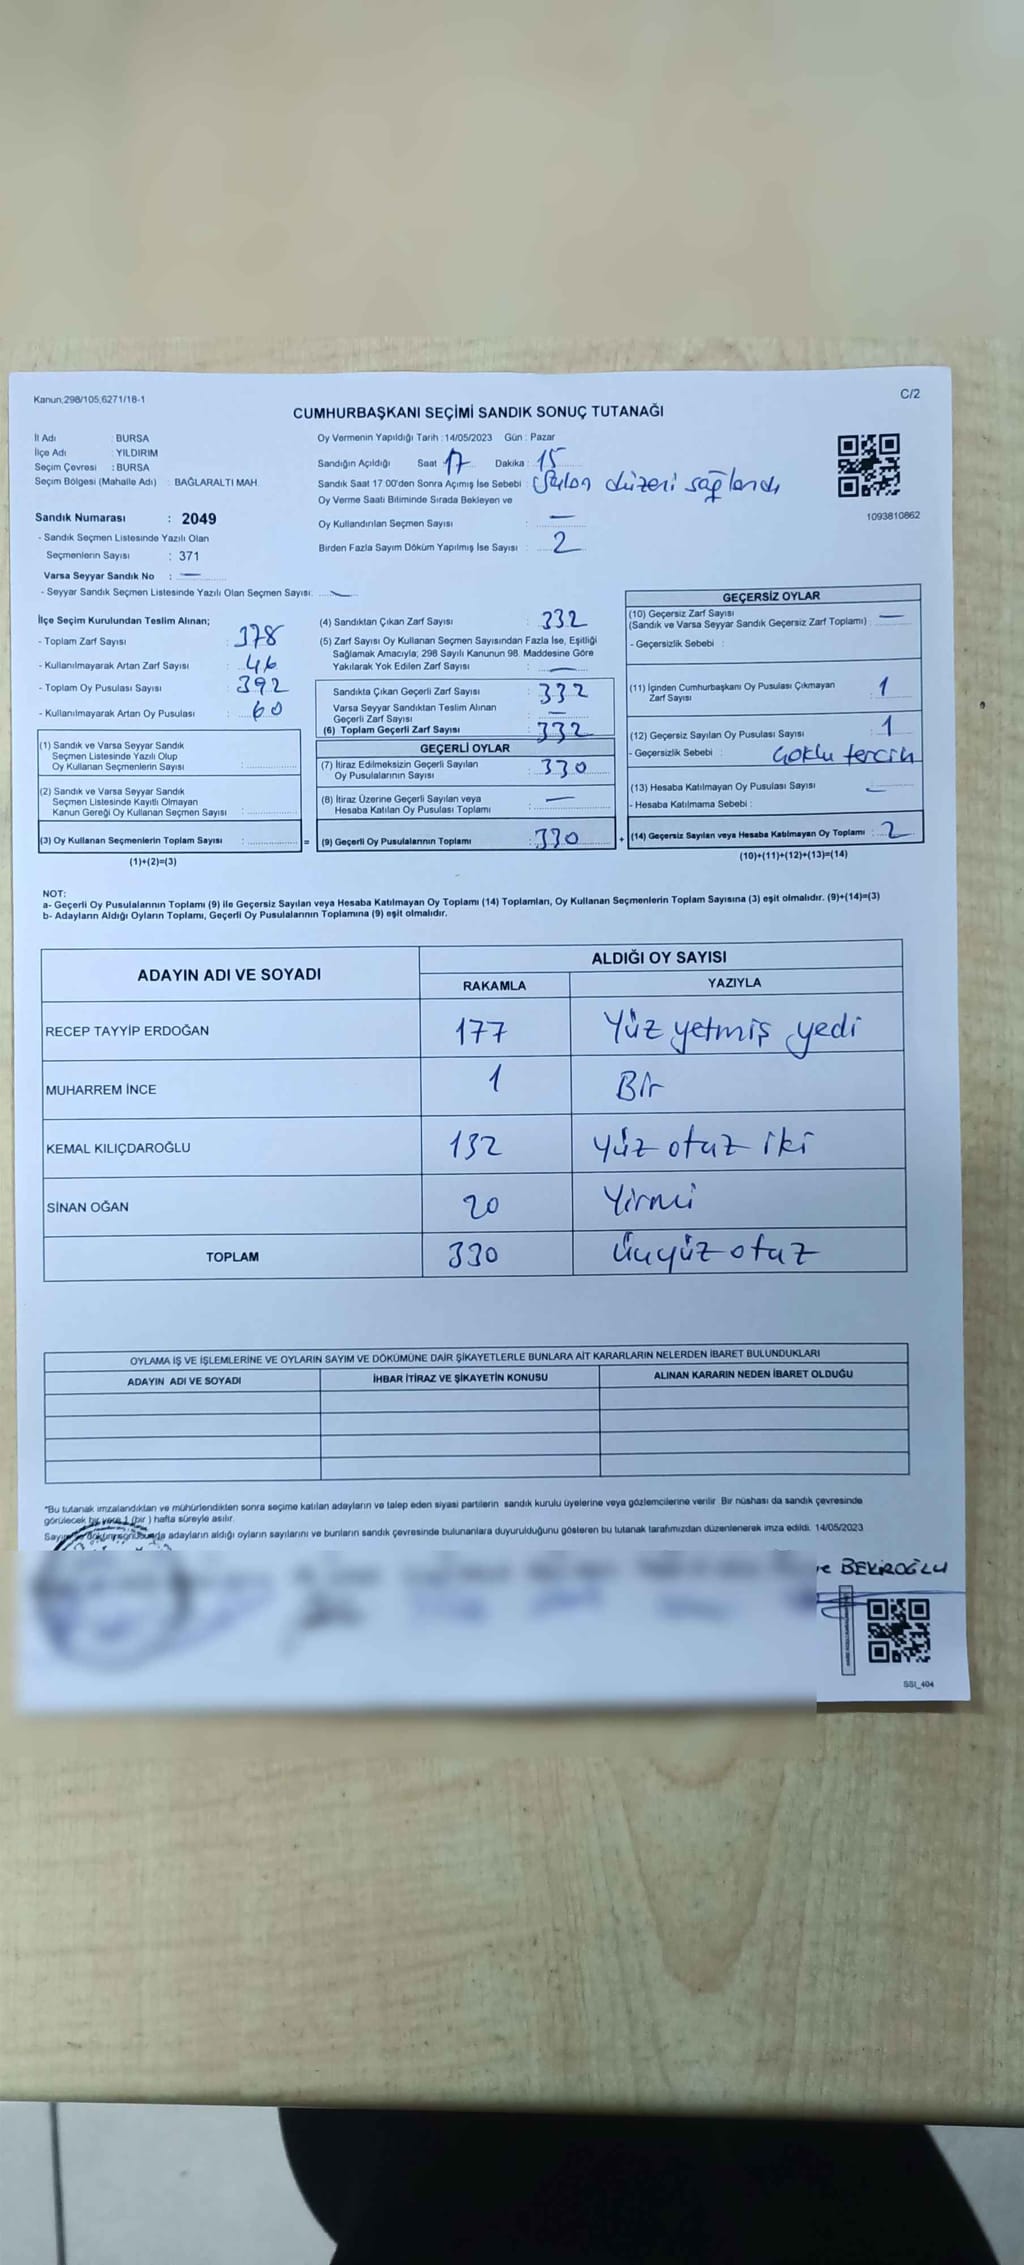 Kanun,298/105,6271/18-1
C/2
CUMHURBAŞKANI SEÇİMİ SANDIK SONUÇ TUTANAĞI
İl Adı : BURSA
İlçe Adı : YILDIRIM
Seçim Çevresi : BURSA
Seçim Bölgesi (Mahalle Adı) : BAĞLARALTI MAH
Sandık Numarası : 2049
- Sandık Seçmen Listesinde Yazılı Olan
Seçmenlerin Sayısı : 371
Varsa Seyyar Sandık No : —
- Seyyar Sandık Seçmen Listesinde Yazılı Olan Seçmen Sayısı: —
Oy Vermenin Yapıldığı Tarih : 14/05/2023 Gün : Pazar
Sandığın Açıldığı Saat 17 Dakika : 15
Sandık Saat 17 00'den Sonra Açımış İse Sebebi : Salon düzeni sağlandı
Oy Verme Saati Bitiminde Sırada Bekleyen ve
Oy Kullandırılan Seçmen Sayısı : —
Birden Fazla Sayım Döküm Yapılmış İse Sayısı : 2
1093810862
İlçe Seçim Kurulundan Teslim Alınan;
- Toplam Zarf Sayısı : 378
- Kullanılmayarak Artan Zarf Sayısı : 46
- Toplam Oy Pusulası Sayısı : 392
- Kullanılmayarak Artan Oy Pusulası : 60
(1) Sandık ve Varsa Seyyar Sandık
Seçmen Listesinde Yazılı Olup
Oy Kullanan Seçmenlerin Sayısı :
(2) Sandık ve Varsa Seyyar Sandık
Seçmen Listesinde Kayıtlı Olmayan
Kanun Gereği Oy Kullanan Seçmen Sayısı :
(3) Oy Kullanan Seçmenlerin Toplam Sayısı : =
(1)+(2)=(3)
(4) Sandıktan Çıkan Zarf Sayısı : 332
(5) Zarf Sayısı Oy Kullanan Seçmen Sayısından Fazla İse, Eşitliği
Sağlamak Amacıyla; 298 Sayılı Kanunun 98. Maddesine Göre
Yakılarak Yok Edilen Zarf Sayısı : —
Sandıkta Çıkan Geçerli Zarf Sayısı : 332
Varsa Seyyar Sandıktan Teslim Alınan
Geçerli Zarf Sayısı : —
(6) Toplam Geçerli Zarf Sayısı : 332
GEÇERLİ OYLAR
(7) İtiraz Edilmeksizin Geçerli Sayılan
Oy Pusulalarının Sayısı : 330
(8) İtiraz Üzerine Geçerli Sayılan veya
Hesaba Katılan Oy Pusulası Toplamı : —
(9) Geçerli Oy Pusulalarının Toplamı : 330 +
GEÇERSİZ OYLAR
(10) Geçersiz Zarf Sayısı
(Sandık ve Varsa Seyyar Sandık Geçersiz Zarf Toplamı) : —
- Geçersizlik Sebebi :
(11) İçinden Cumhurbaşkanı Oy Pusulası Çıkmayan
Zarf Sayısı 1
(12) Geçersiz Sayılan Oy Pusulası Sayısı : 1
- Geçersizlik Sebebi : Çoklu tercih
(13) Hesaba Katılmayan Oy Pusulası Sayısı : —
- Hesaba Katılmama Sebebi :
(14) Geçersiz Sayılan veya Hesaba Katılmayan Oy Toplamı : 2
(10)+(11)+(12)+(13)=(14)
NOT:
a- Geçerli Oy Pusulalarının Toplamı (9) ile Geçersiz Sayılan veya Hesaba Katılmayan Oy Toplamı (14) Toplamları, Oy Kullanan Seçmenlerin Toplam Sayısına (3) eşit olmalıdır. (9)+(14)=(3)
b- Adayların Aldığı Oyların Toplamı, Geçerli Oy Pusulalarının Toplamına (9) eşit olmalıdır.
ADAYIN ADI VE SOYADI
ALDIĞI OY SAYISI
RAKAMLA YAZIYLA
RECEP TAYYİP ERDOĞAN 177 Yüz yetmiş yedi
MUHARREM İNCE 1 Bir
KEMAL KILIÇDAROĞLU 132 Yüz otuz iki
SİNAN OĞAN 20 Yirmi
TOPLAM 330 Üçyüz otuz
OYLAMA İŞ VE İŞLEMLERİNE VE OYLARIN SAYIM VE DÖKÜMÜNE DAİR ŞİKAYETLERLE BUNLARA AİT KARARLARIN NELERDEN İBARET BULUNDUKLARI
ADAYIN ADI VE SOYADI İHBAR İTİRAZ VE ŞİKAYETİN KONUSU ALINAN KARARIN NEDEN İBARET OLDUĞU
*Bu tutanak imzalandıktan ve mühürlendikten sonra seçime katılan adayların ve talep eden siyasi partilerin sandık kurulu üyelerine veya gözlemcilerine verilir. Bir nüshası da sandık çevresinde
görülecek bir yere 1 (bir) hafta süreyle asılır.
adayların aldığı oyların sayılarını ve bunların sandık çevresinde bulunanlara duyurulduğunu gösteren bu tutanak tarafımızdan düzenlenerek imza edildi. 14/05/2023
BEKİROĞLU
SSI_404